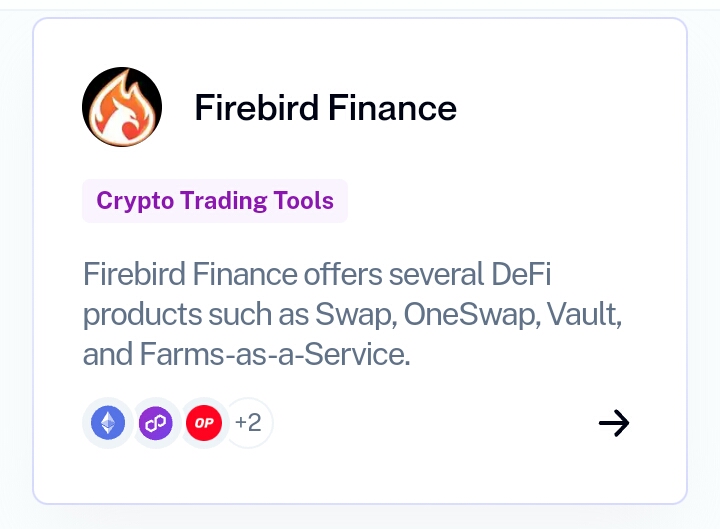 Firebird Finance
Crypto Trading Tools
Firebird Finance offers several DeFi
products such as Swap, OneSwap, Vault,
and Farms-as-a-Service.
OP +2